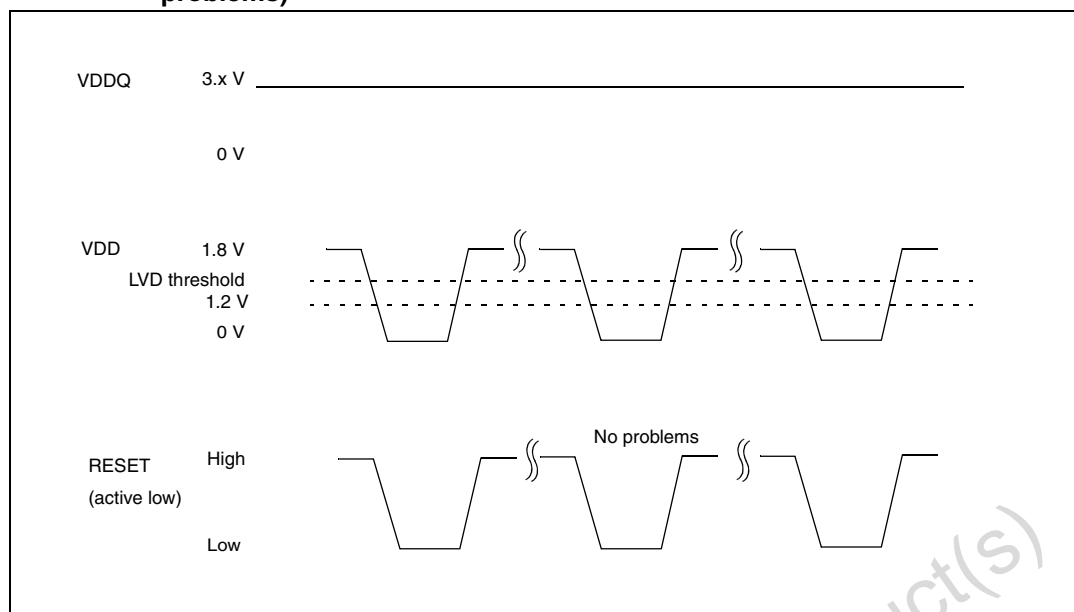 problems)
VDDQ 3.x V
0 V
VDD 1.8 V
LVD threshold
1.2 V
0 V
No problems
RESET High
(active low)
Low
uct(s)